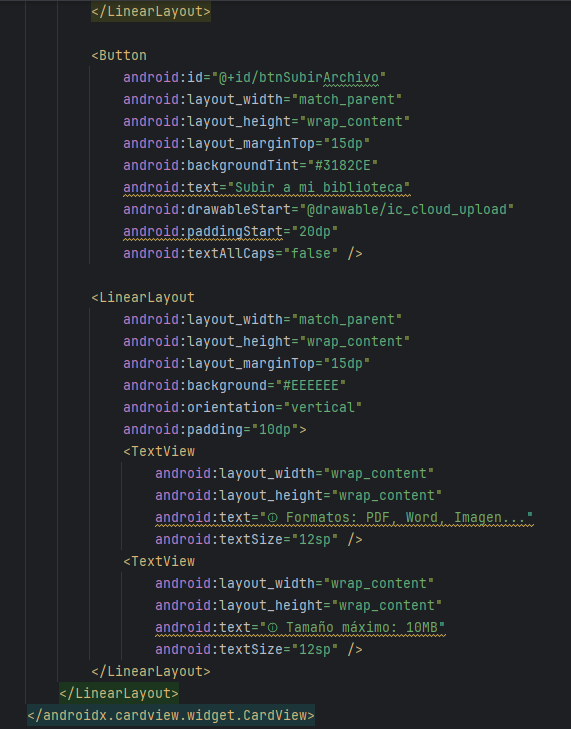 </LinearLayout>
<Button
android:id="@+id/btnSubirArchivo"
android:layout_width="match_parent"
android:layout_height="wrap_content"
android:layout_marginTop="15dp"
android:backgroundTint="#3182CE"
android:text="Subir a mi biblioteca"
android:drawableStart="@drawable/ic_cloud_upload"
android:paddingStart="20dp"
android:textAllCaps="false" />
<LinearLayout
android:layout_width="match_parent"
android:layout_height="wrap_content"
android:layout_marginTop="15dp"
android:background="#EEEEEE"
android:orientation="vertical"
android:padding="10dp">
<TextView
android:layout_width="wrap_content"
android:layout_height="wrap_content"
android:text="ⓘ Formatos: PDF, Word, Imagen..."
android:textSize="12sp" />
<TextView
android:layout_width="wrap_content"
android:layout_height="wrap_content"
android:text="ⓘ Tamaño máximo: 10MB"
android:textSize="12sp" />
</LinearLayout>
</LinearLayout>
</androidx.cardview.widget.CardView>